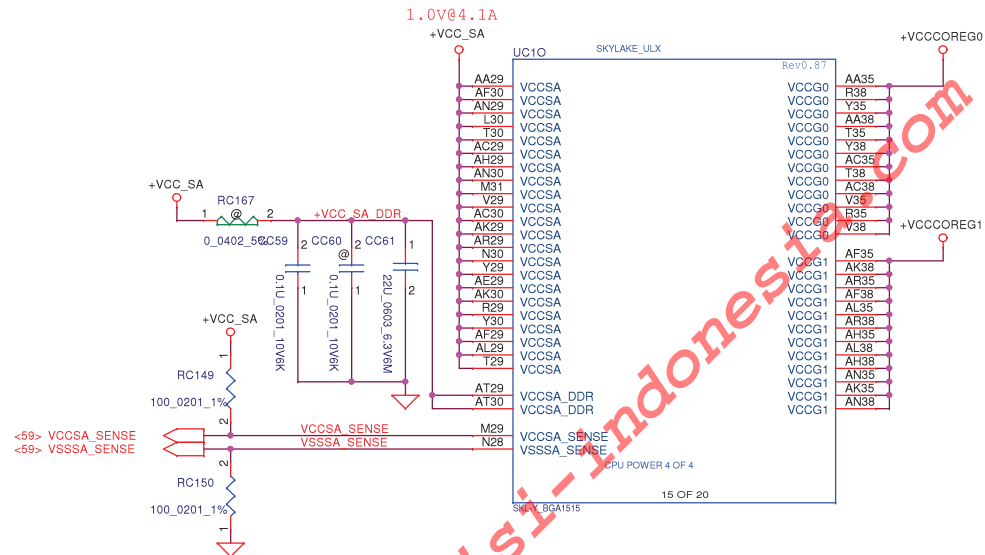 1.0V@4.1A
+VCC_SA
UC1O
SKYLAKE_ULX
Rev0.87
+VCCCOREG0
AA29 VCCSA VCCG0 AA35
AF30 VCCSA VCCG0 R38
AN29 VCCSA VCCG0 Y35
L30 VCCSA VCCG0 AA38
T30 VCCSA VCCG0 T35
AC29 VCCSA VCCG0 Y38
AH29 VCCSA VCCG0 AC35
AN30 VCCSA VCCG0 T38
M31 VCCSA VCCG0 AC38
V29 VCCSA VCCG0 V35
AC30 VCCSA VCCG0 R35
AK29 VCCSA VCCG0 V38
+VCCCOREG1
AR29 VCCSA
N30 VCCSA VCCG1 AF35
Y29 VCCSA VCCG1 AK38
AE29 VCCSA VCCG1 AR35
AK30 VCCSA VCCG1 AF38
R29 VCCSA VCCG1 AL35
Y30 VCCSA VCCG1 AR38
AF29 VCCSA VCCG1 AH35
AL29 VCCSA VCCG1 AL38
T29 VCCSA VCCG1 AH38
VCCG1 AN35
AT29 VCCSA_DDR VCCG1 AK35
AT30 VCCSA_DDR VCCG1 AN38
M29 VCCSA_SENSE
N28 VSSSA_SENSE
CPU POWER 4 OF 4
15 OF 20
SKL-Y_BGA1515
+VCC_SA
RC167
1 @ 2
0_0402_5%
+VCC_SA_DDR
CC59
2
1
0.1U_0201_10V6K
CC60
@
2
1
0.1U_0201_10V6K
CC61
1
2
22U_0603_6.3V6M
+VCC_SA
1
RC149
100_0201_1%
2
<59> VCCSA_SENSE
VCCSA_SENSE
<59> VSSSA_SENSE
VSSSA_SENSE
2
RC150
100_0201_1%
1
si-indonesia.com